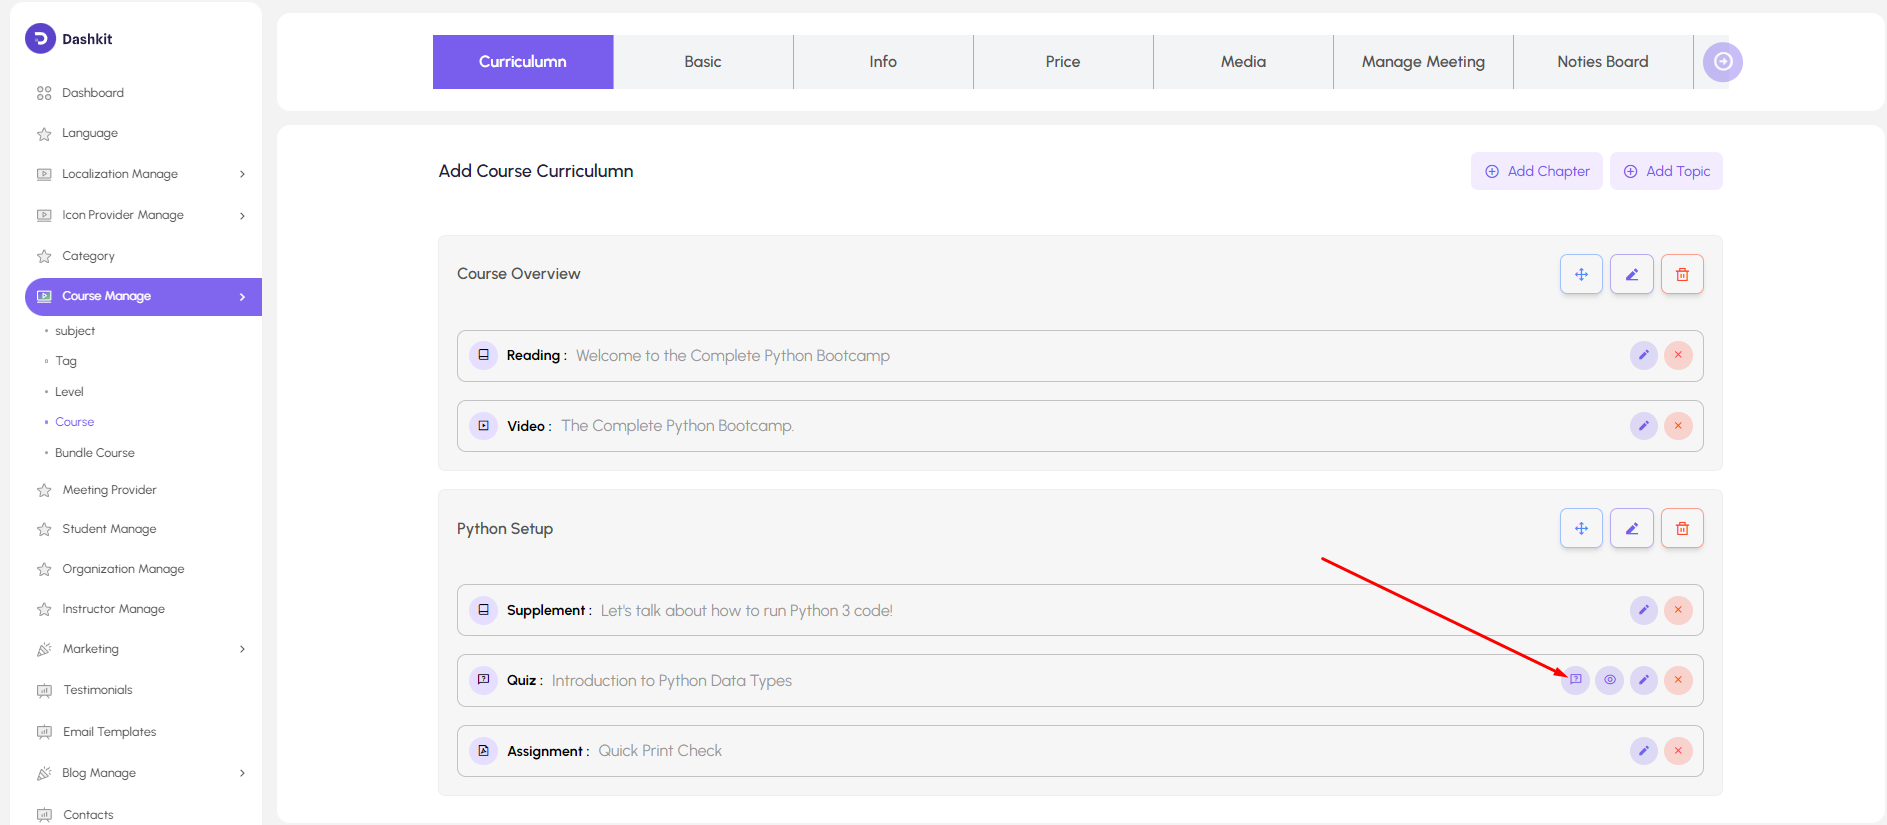 Dashkit
Dashboard
Language
Localization Manage
Icon Provider Manage
Category
Course Manage
subject
Tag
Level
Course
Bundle Course
Meeting Provider
Student Manage
Organization Manage
Instructor Manage
Marketing
Testimonials
Email Templates
Blog Manage
Contacts
Curriculumn
Basic
Info
Price
Media
Manage Meeting
Noties Board
Add Course Curriculumn
Add Chapter
Add Topic
Course Overview
Reading : Welcome to the Complete Python Bootcamp
Video : The Complete Python Bootcamp.
Python Setup
Supplement : Let's talk about how to run Python 3 code!
Quiz : Introduction to Python Data Types
Assignment : Quick Print Check